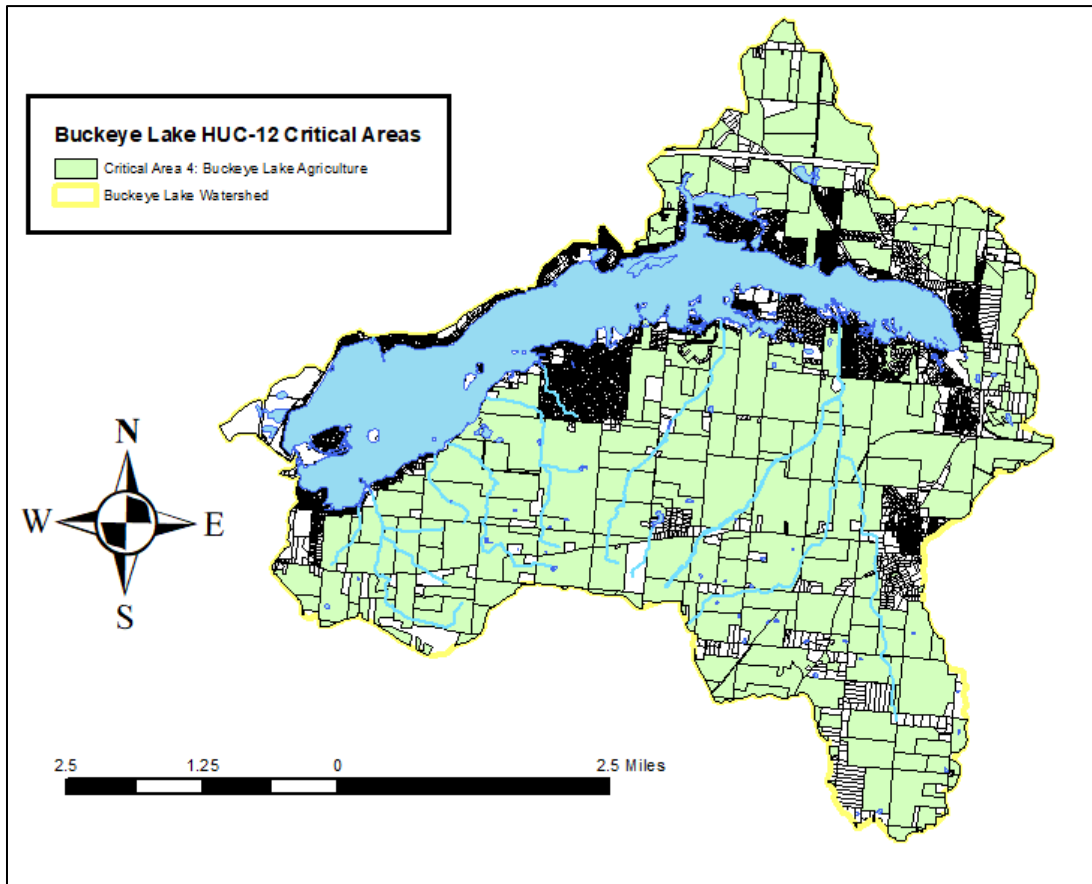 Buckeye Lake HUC-12 Critical Areas
Critical Area 4: Buckeye Lake Agriculture
Buckeye Lake Watershed
N
W E
S
2.5 1.25 0 2.5 Miles